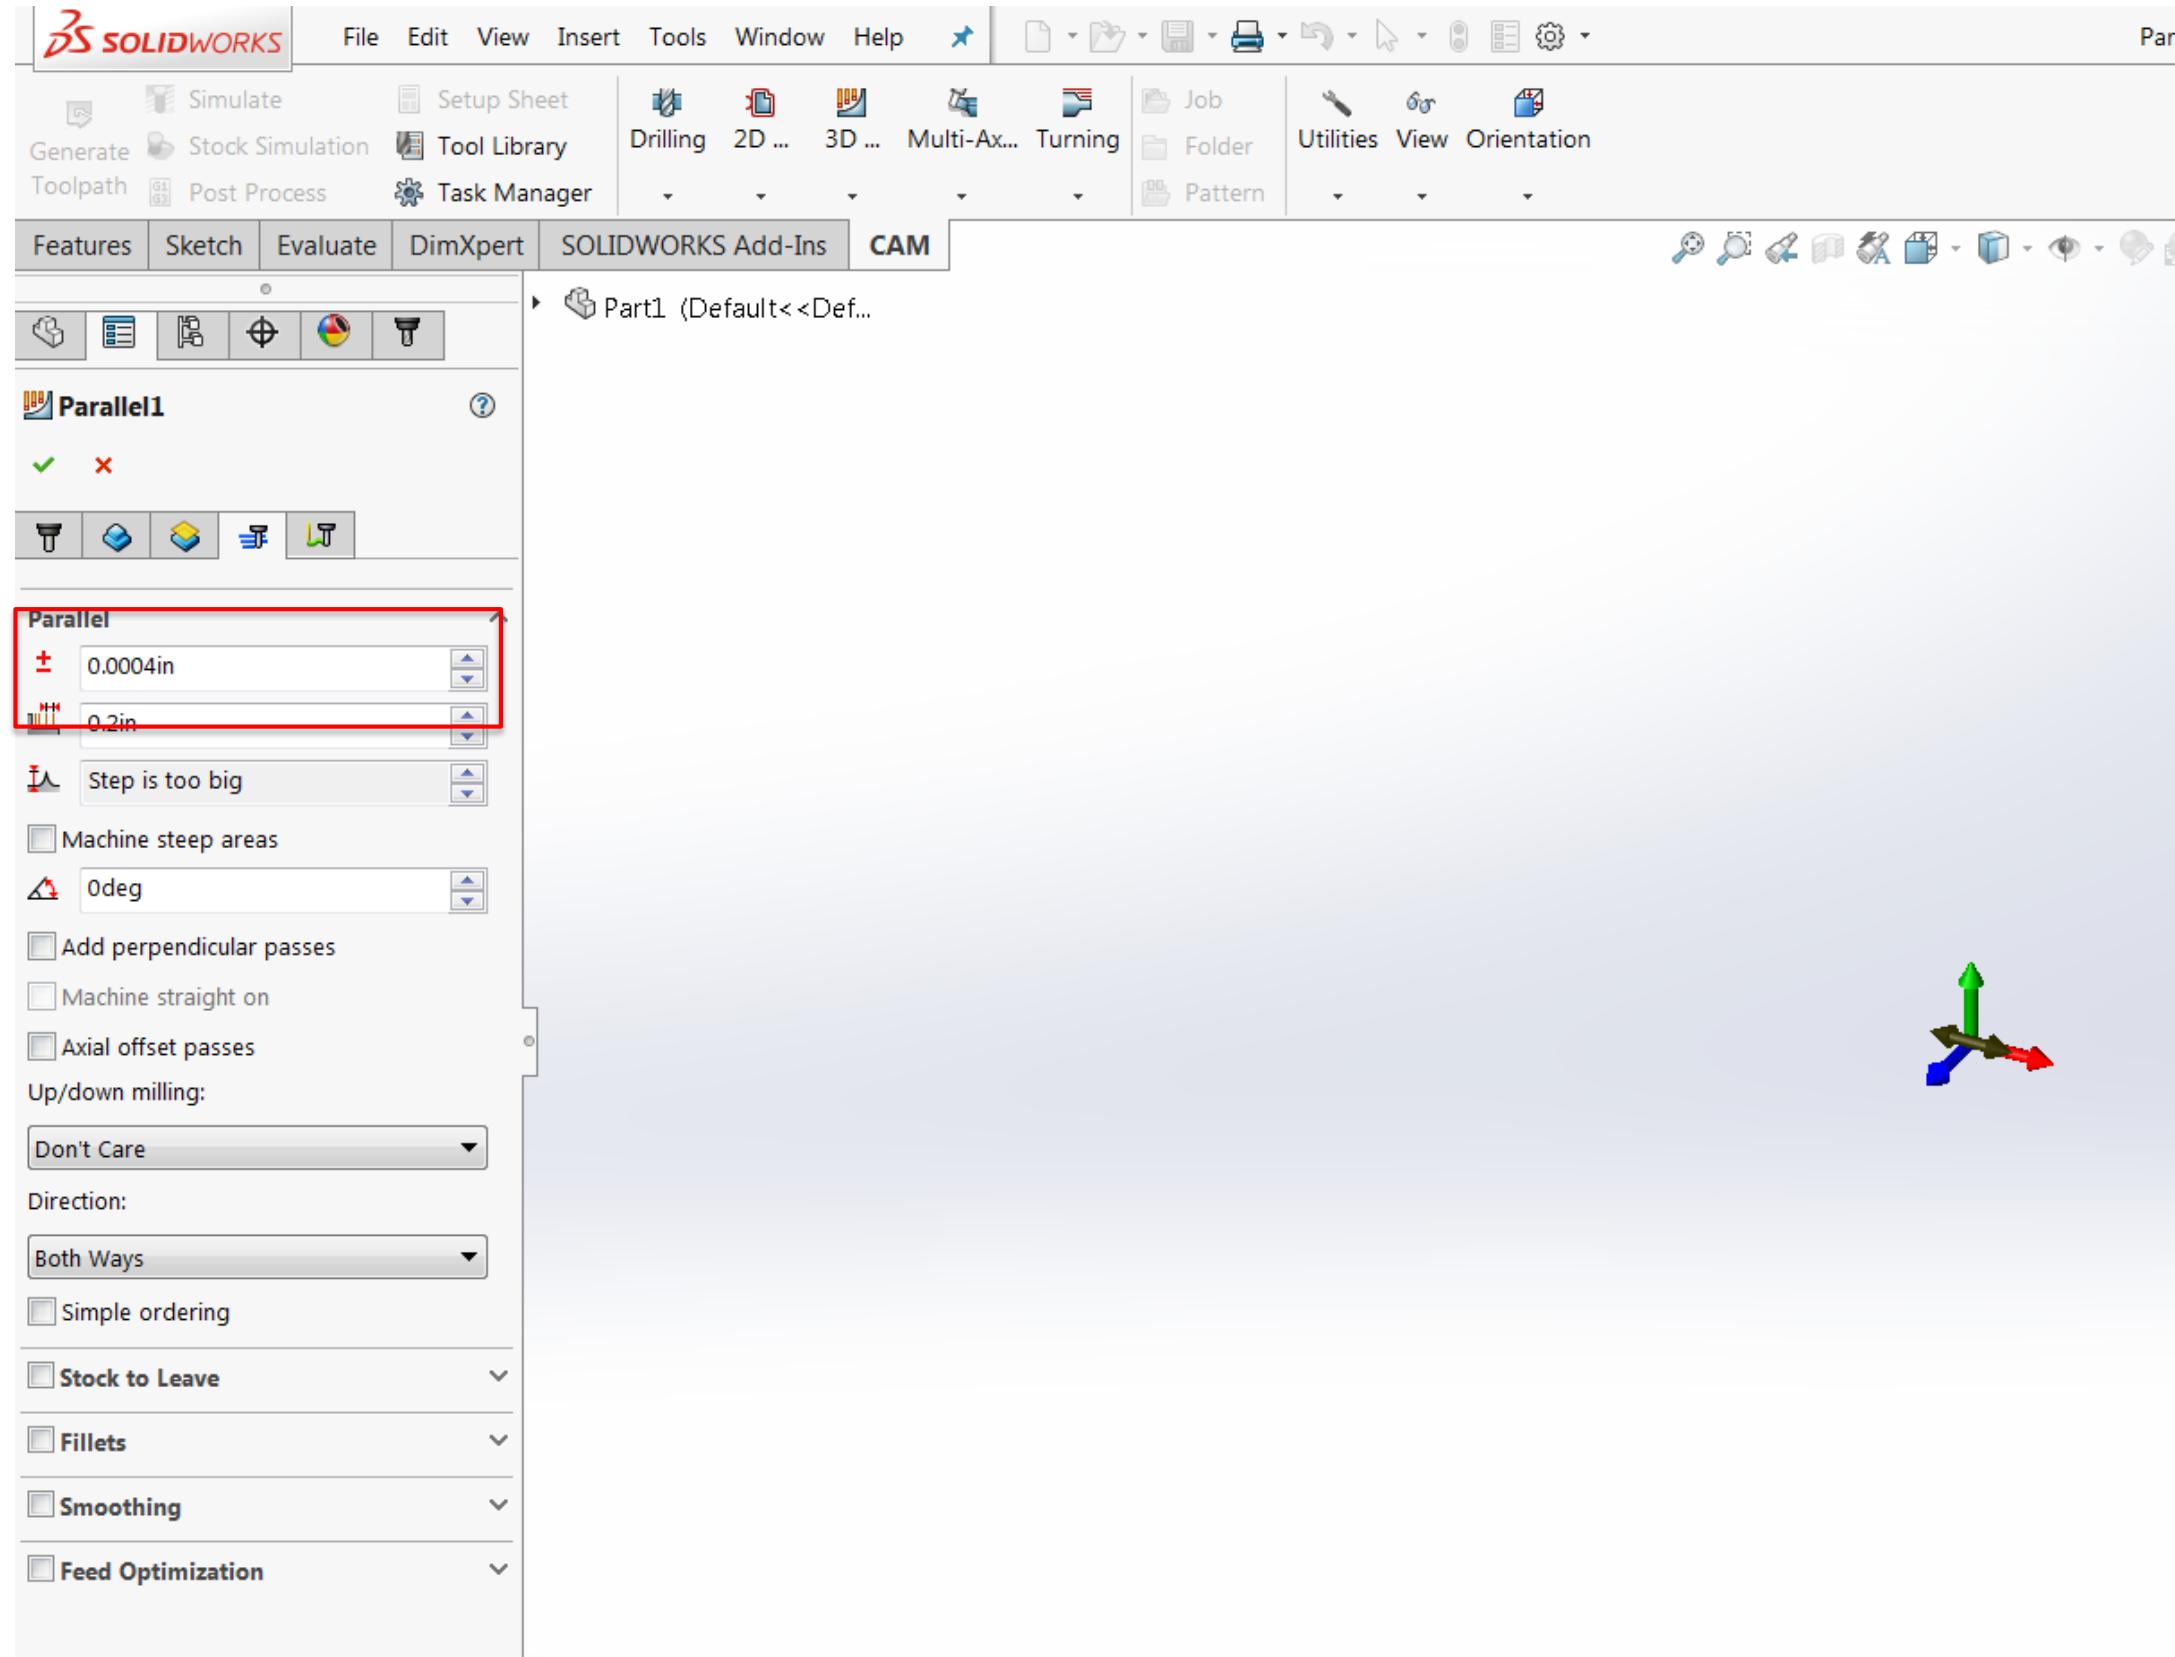 SOLIDWORKS File Edit View Insert Tools Window Help
Par
Simulate Setup Sheet Job
Generate Stock Simulation Tool Library Drilling 2D ... 3D ... Multi-Ax... Turning Folder Utilities View Orientation
Toolpath Post Process Task Manager Pattern
Features Sketch Evaluate DimXpert SOLIDWORKS Add-Ins CAM
Part1 (Default<<Def...
Parallel1
Parallel
0.0004in
0.2in
Step is too big
Machine steep areas
0deg
Add perpendicular passes
Machine straight on
Axial offset passes
Up/down milling:
Don't Care
Direction:
Both Ways
Simple ordering
Stock to Leave
Fillets
Smoothing
Feed Optimization